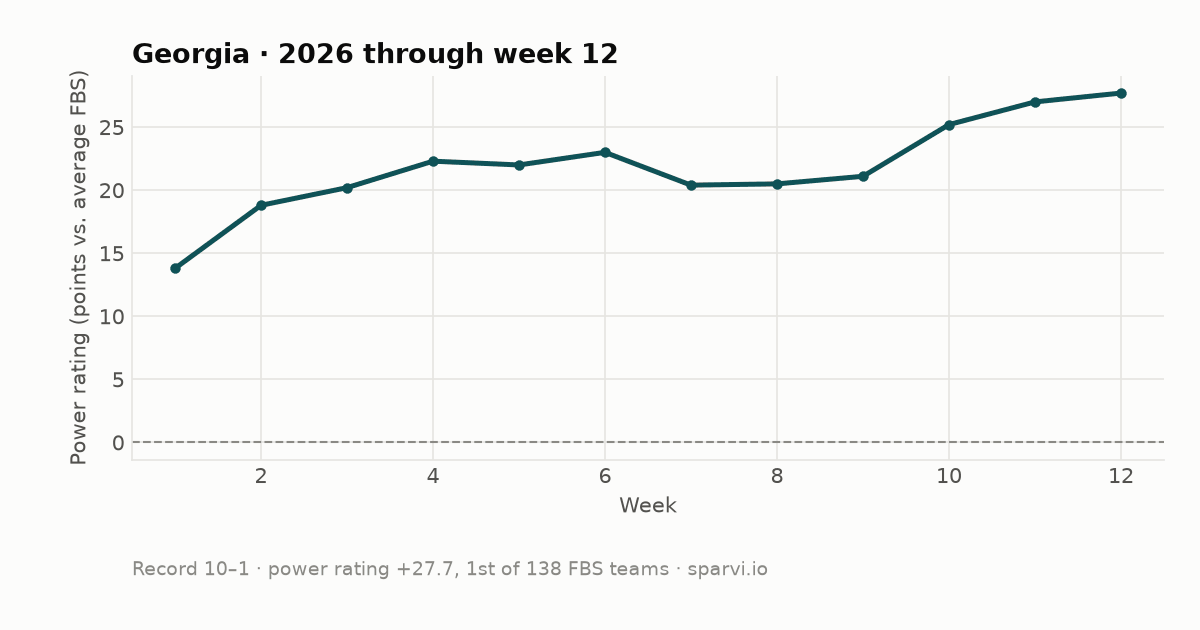 Georgia · 2026 through week 12
Power rating (points vs. average FBS)
25
20
15
10
5
0
2 4 6 8 10 12
Week
Record 10–1 · power rating +27.7, 1st of 138 FBS teams · sparvi.io